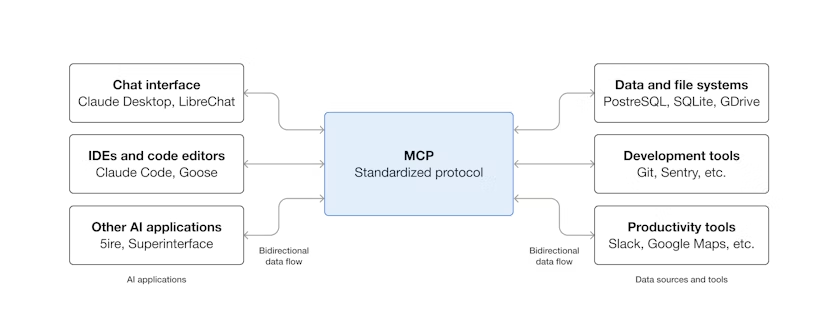 Chat interface
Claude Desktop, LibreChat
IDEs and code editors
Claude Code, Goose
Other AI applications
5ire, Superinterface
AI applications
Bidirectional
data flow
MCP
Standardized protocol
Bidirectional
data flow
Data and file systems
PostreSQL, SQLite, GDrive
Development tools
Git, Sentry, etc.
Productivity tools
Slack, Google Maps, etc.
Data sources and tools